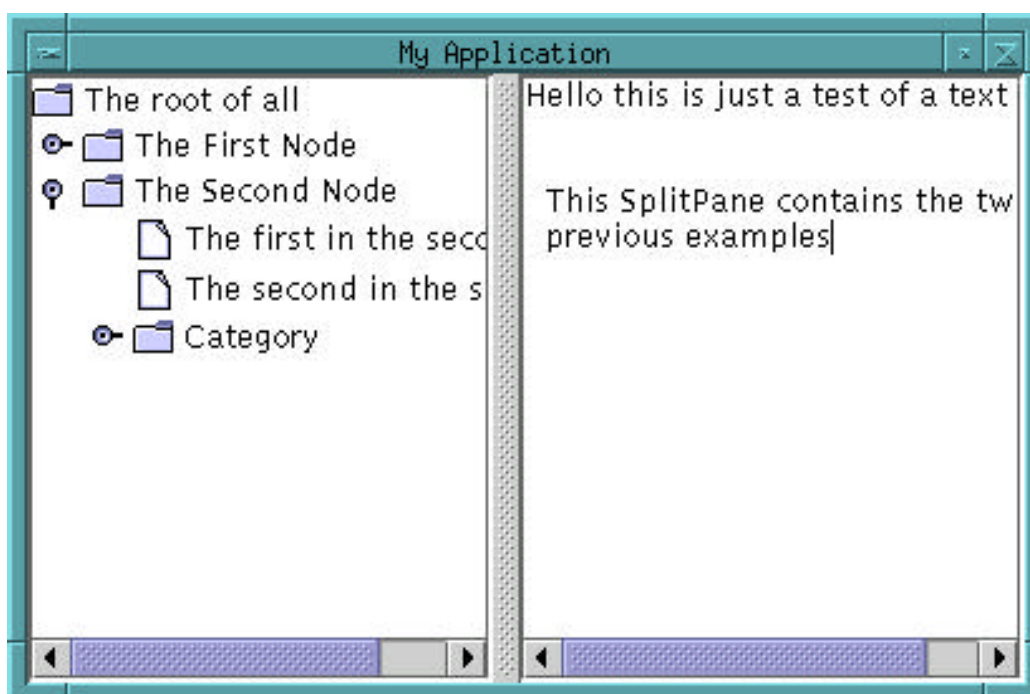 My Application
The root of all
The First Node
The Second Node
The first in the seco
The second in the s
Category
Hello this is just a test of a text
This SplitPane contains the tw
previous examples